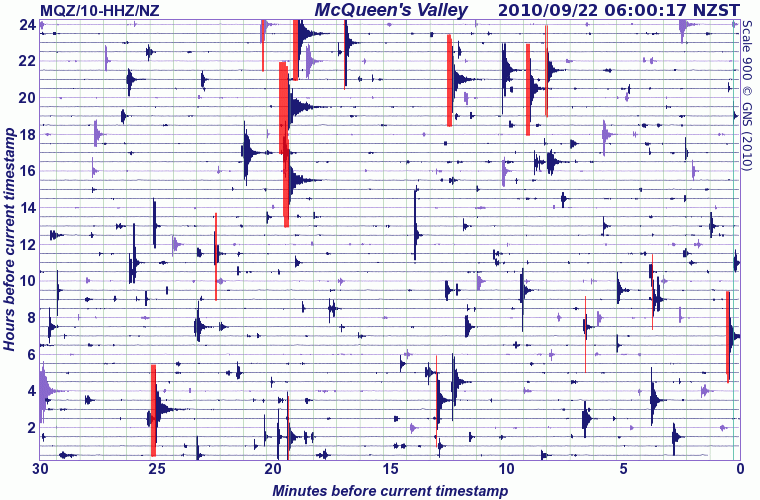 MQZ/10-HHZ/NZ McQueen's Valley 2010/09/22 06:00:17 NZST
24
22
20
18
16
14
12
10
8
6
4
2
Hours before current timestamp
Scale 900 © GNS (2010)
30 25 20 15 10 5 0
Minutes before current timestamp